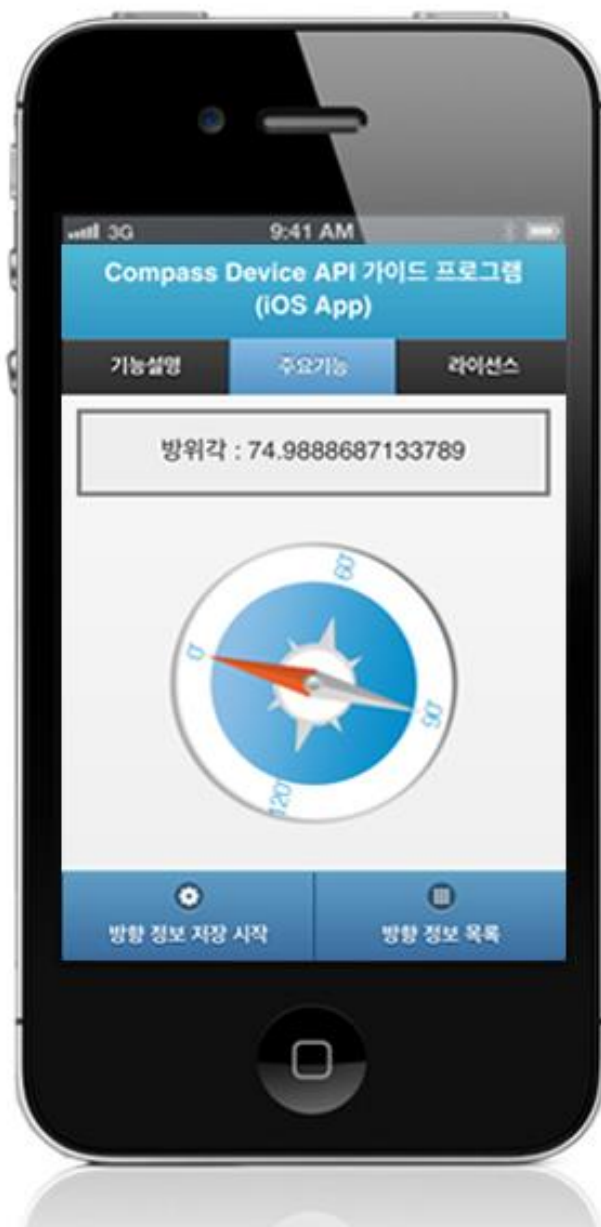 3G 9:41 AM
Compass Device API 가이드 프로그램
(iOS App)
기능설명 주요기능 라이선스
방위각 : 74.9888687133789
60
0
90
120
방향 정보 저장 시작 방향 정보 목록